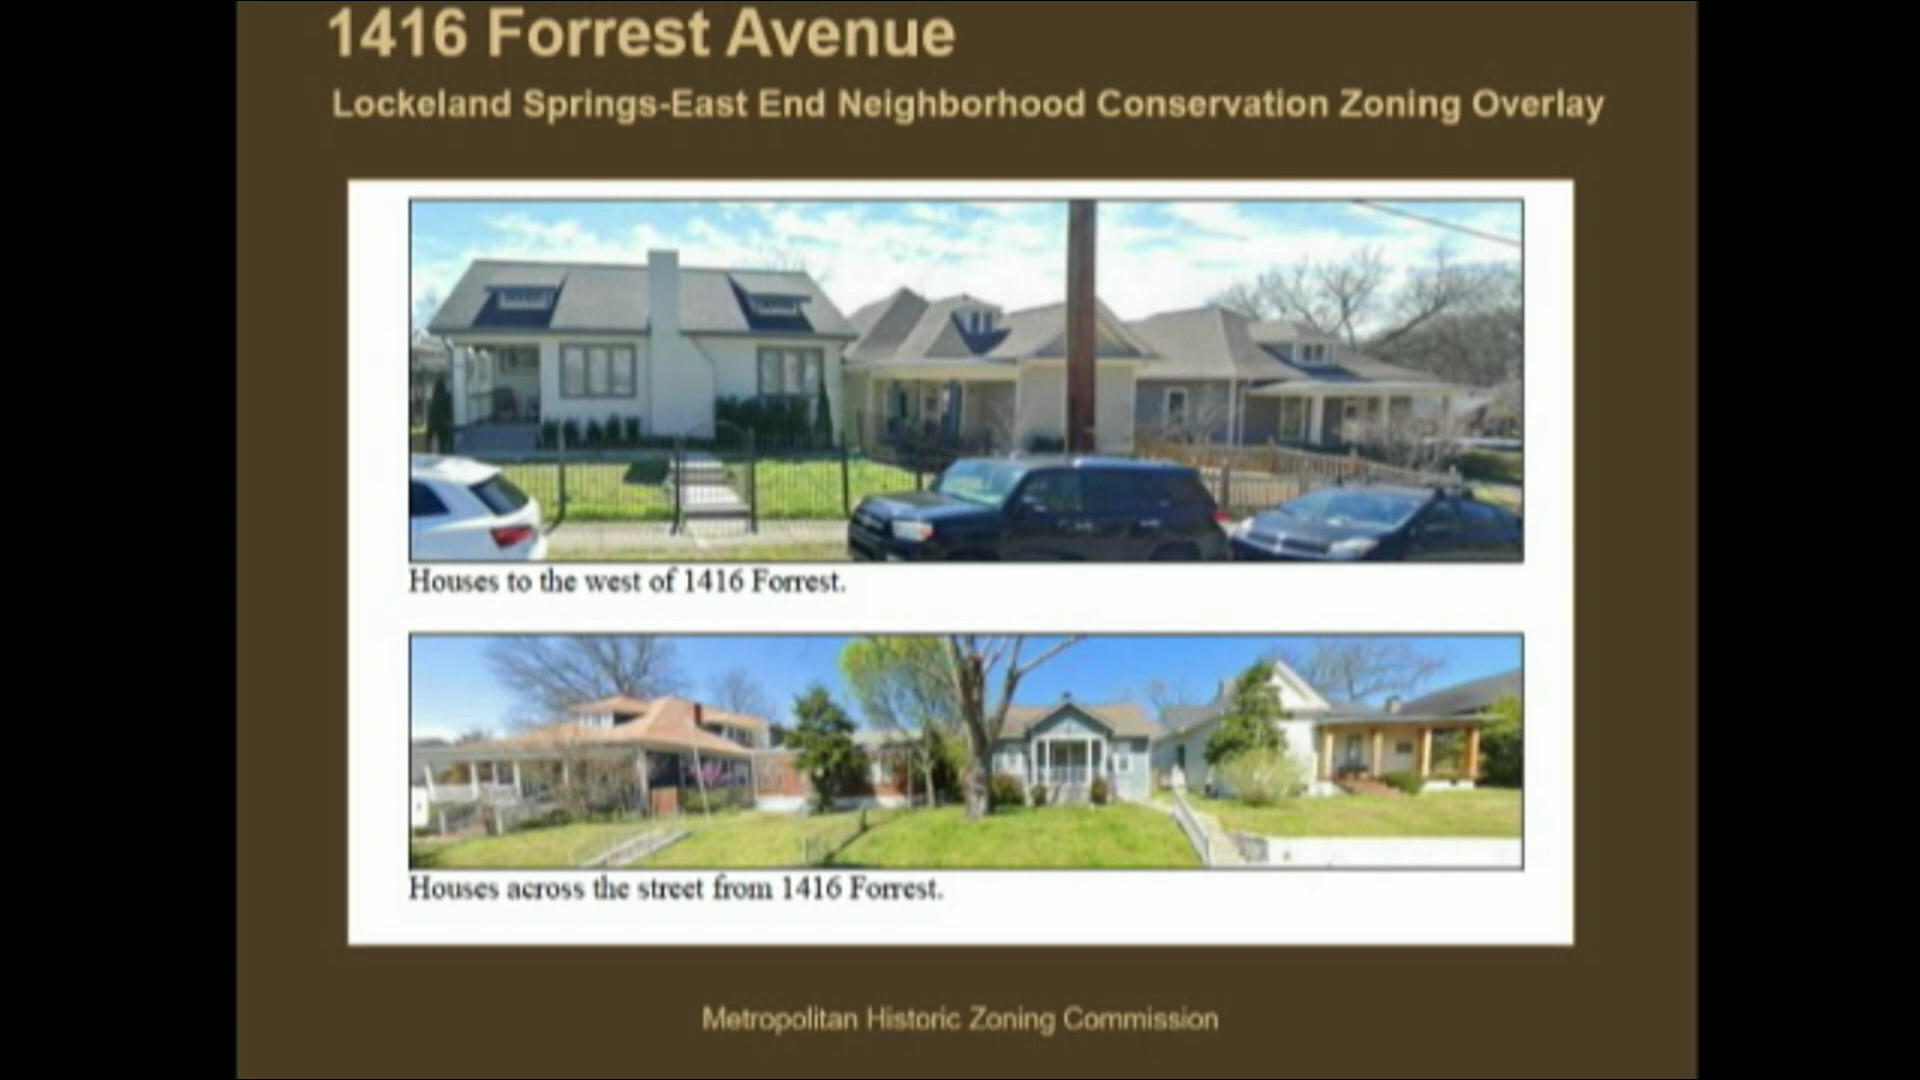 1416 Forrest Avenue
Lockeland Springs-East End Neighborhood Conservation Zoning Overlay
Houses to the west of 1416 Forrest.
Houses across the street from 1416 Forrest.
Metropolitan Historic Zoning Commission